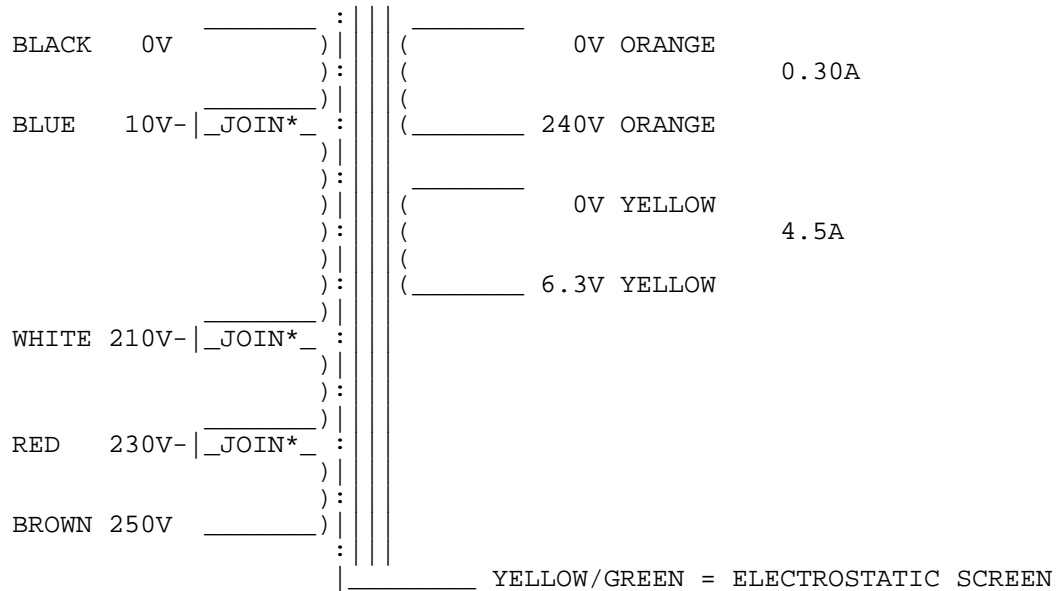 BLACK 0V 0V ORANGE
0.30A
BLUE 10V- JOIN* 240V ORANGE
0V YELLOW
4.5A
6.3V YELLOW
WHITE 210V- JOIN*
RED 230V- JOIN*
BROWN 250V
YELLOW/GREEN = ELECTROSTATIC SCREEN